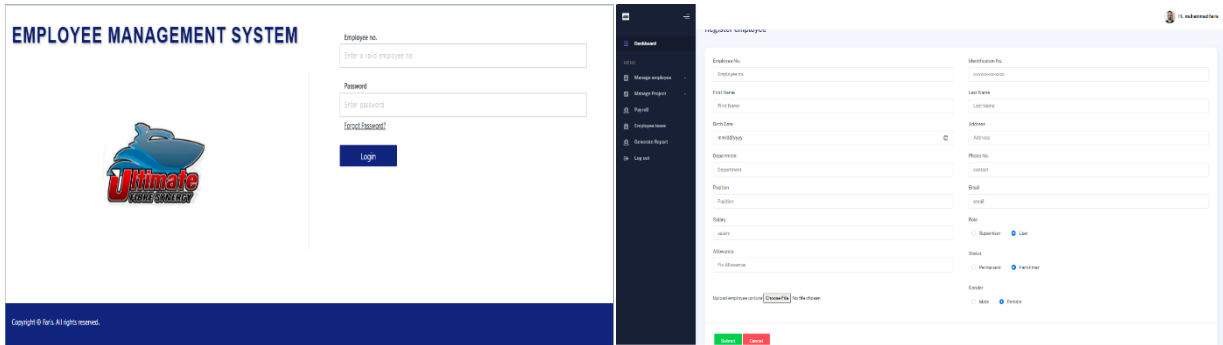 EMPLOYEE MANAGEMENT SYSTEM
Ultimate
FIBRE SYNERGY
Employee no.
Enter a valid employee no.
Password
Enter password
Forgot Password?
Login
Copyright © Faris. All rights reserved.
Hi, muhammad faris
Dashboard
MENU
Manage employee
Manage Project
Payroll
Employee leave
Generate Report
Log out
Register employee
Employee No.
Employee no.
Identification No.
First Name
First Name
Last Name
Last Name
Birth Date
mm/dd/yyyy
Address
Address
Department
Department
Phone No.
contact
Position
Position
Email
email
Salary
salary
Role
Supervisor User
Allowance
Status
Permanent Part-timer
Upload employee picture Choose File No file chosen
Gender
Male Female
Submit Cancel